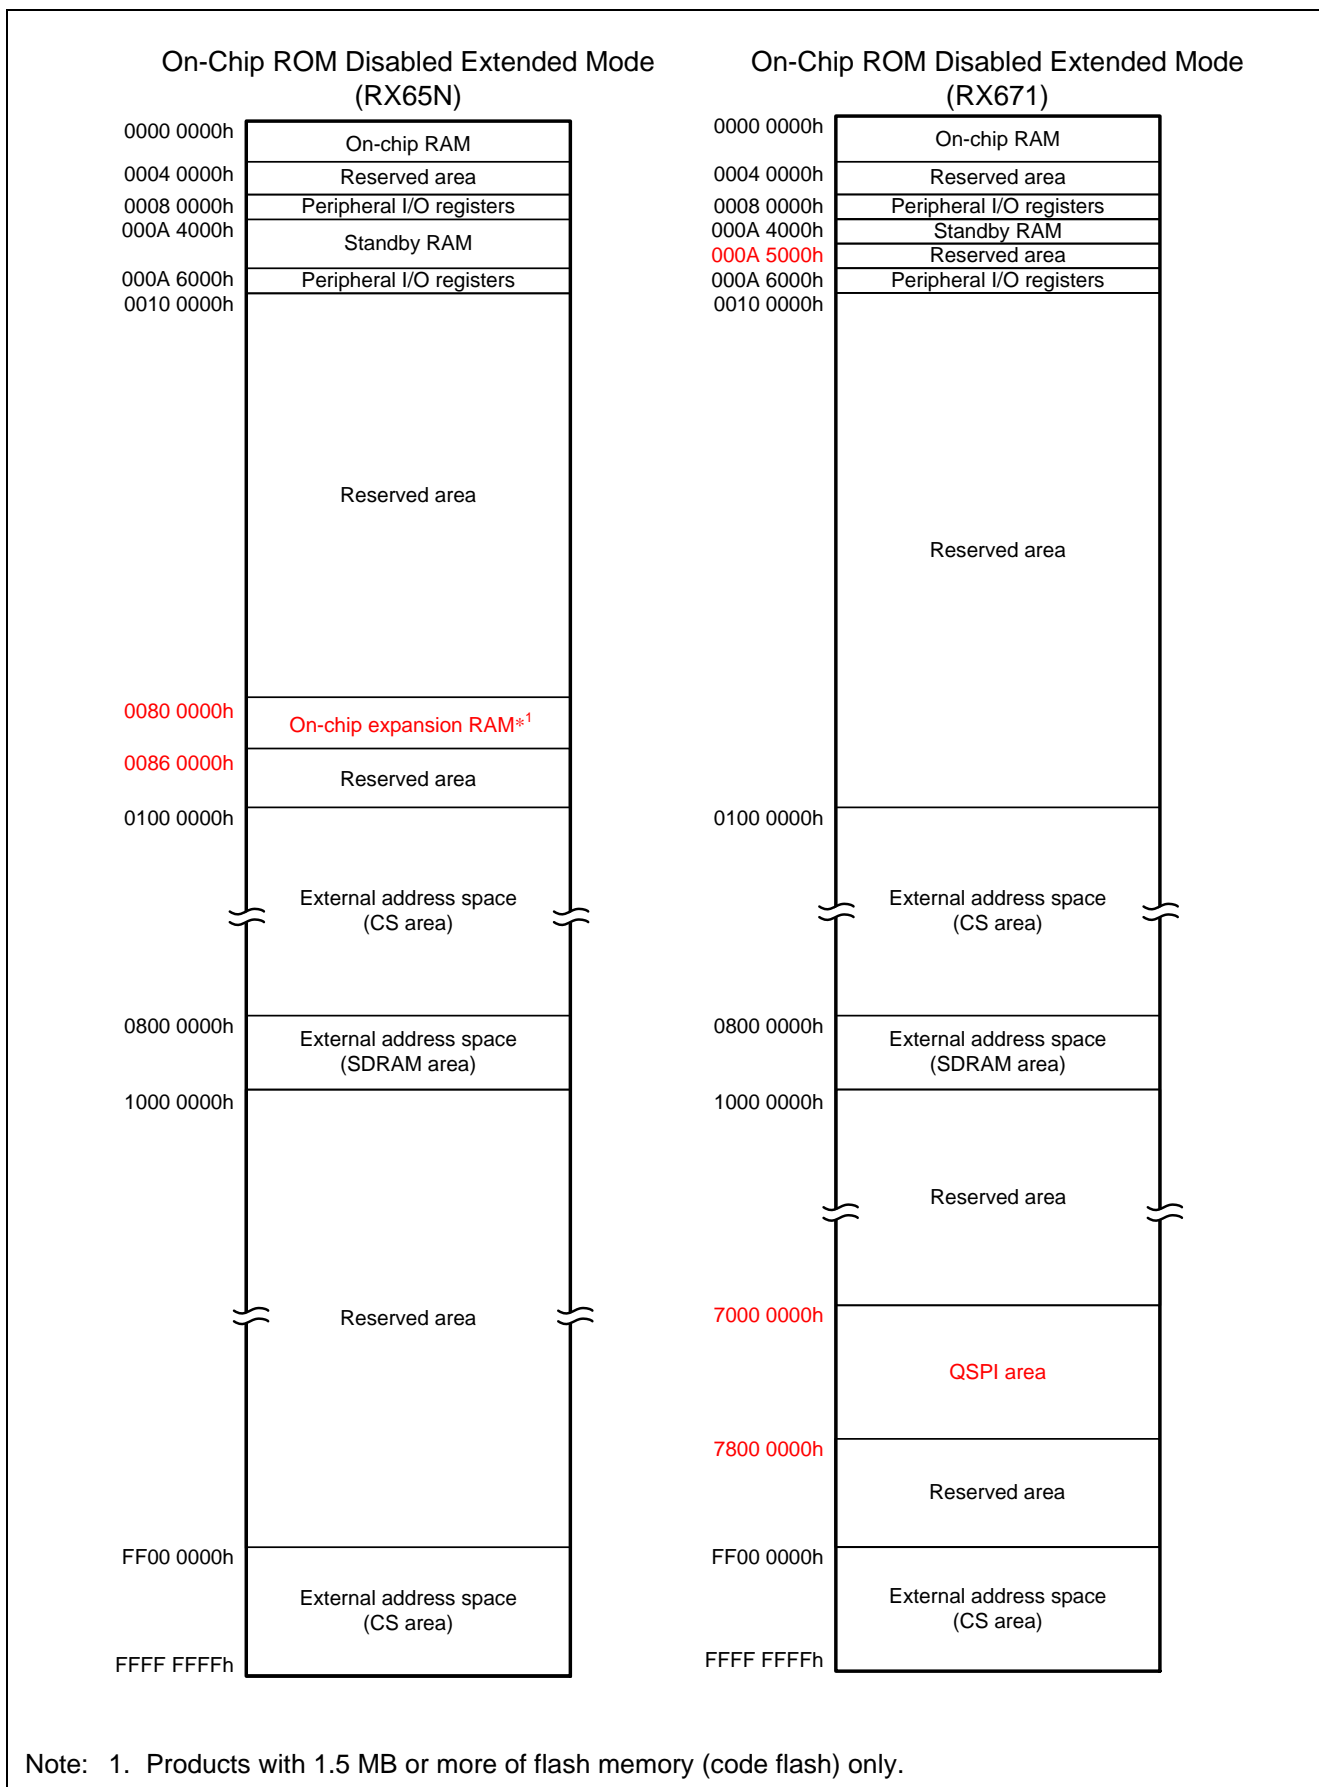 On-Chip ROM Disabled Extended Mode
(RX65N)
0000 0000h
On-chip RAM
0004 0000h
Reserved area
0008 0000h
Peripheral I/O registers
000A 4000h
Standby RAM
000A 6000h
Peripheral I/O registers
0010 0000h
Reserved area
0080 0000h
On-chip expansion RAM*1
0086 0000h
Reserved area
0100 0000h
External address space
(CS area)
0800 0000h
External address space
(SDRAM area)
1000 0000h
Reserved area
FF00 0000h
External address space
(CS area)
FFFF FFFFh
On-Chip ROM Disabled Extended Mode
(RX671)
0000 0000h
On-chip RAM
0004 0000h
Reserved area
0008 0000h
Peripheral I/O registers
000A 4000h
Standby RAM
000A 5000h
Reserved area
000A 6000h
Peripheral I/O registers
0010 0000h
Reserved area
0100 0000h
External address space
(CS area)
0800 0000h
External address space
(SDRAM area)
1000 0000h
Reserved area
7000 0000h
QSPI area
7800 0000h
Reserved area
FF00 0000h
External address space
(CS area)
FFFF FFFFh
Note: 1. Products with 1.5 MB or more of flash memory (code flash) only.